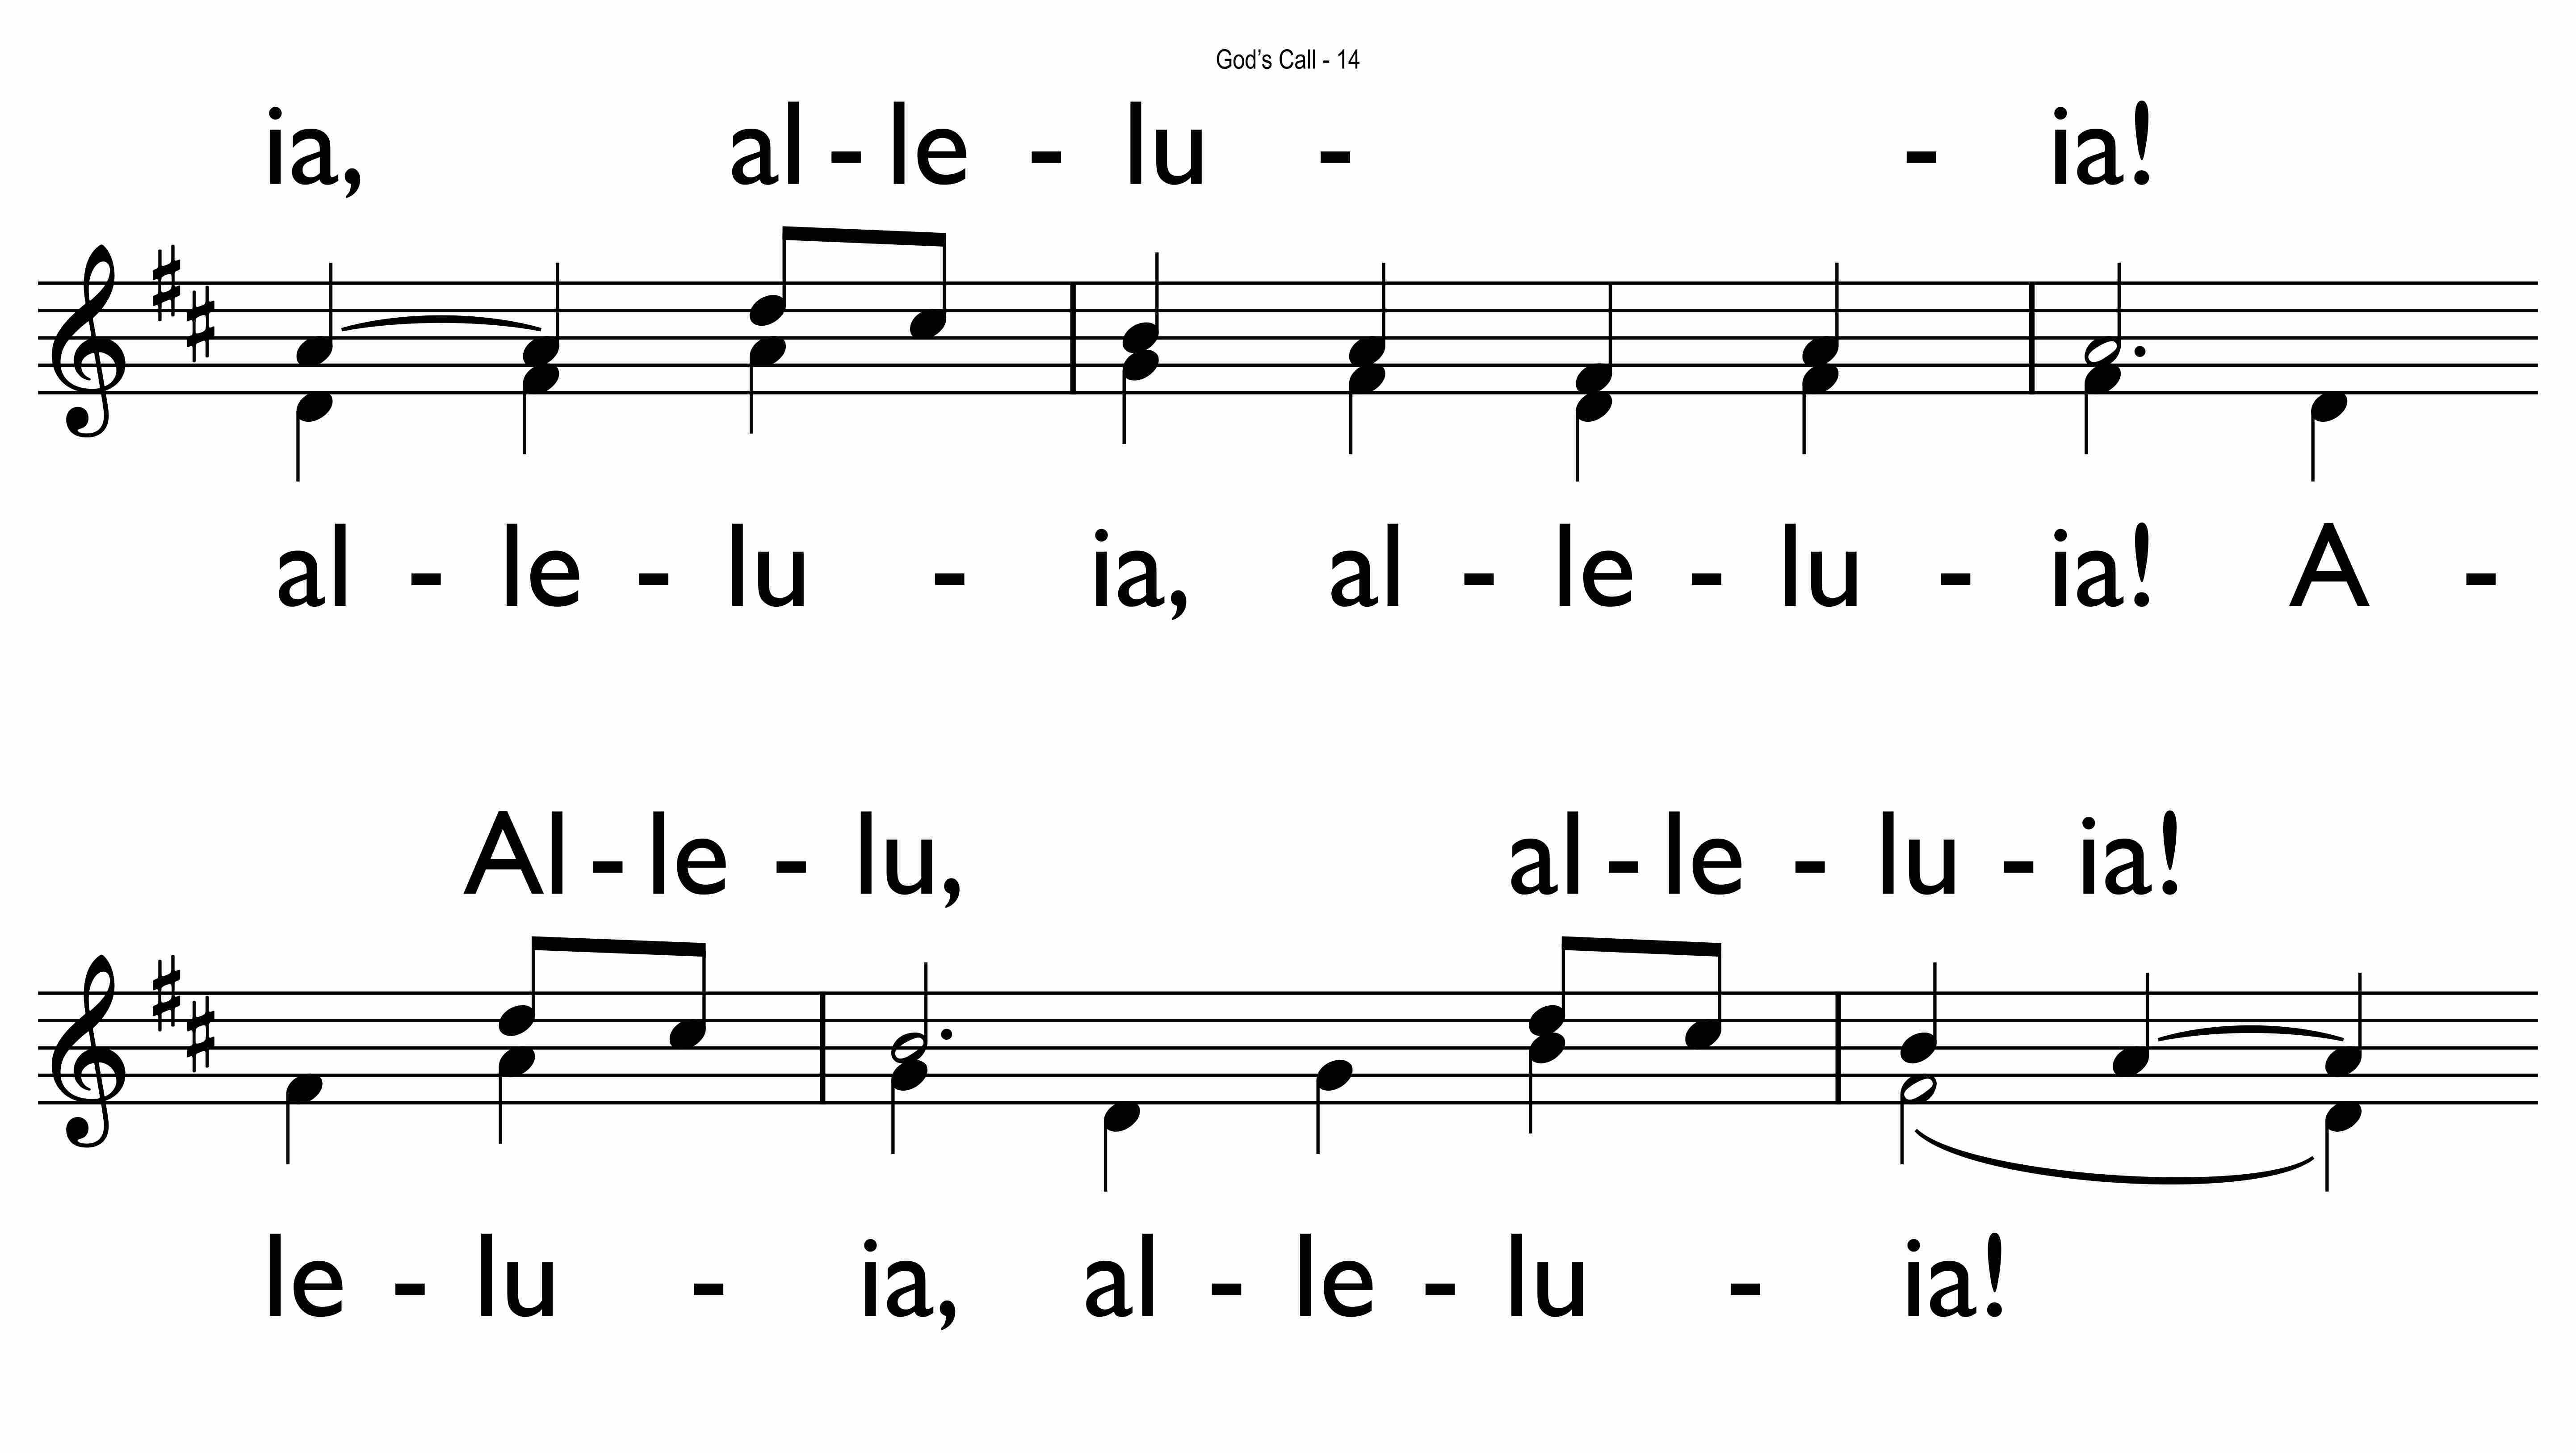 God’s Call - 14
ia, al - le - lu - - ia!
al - le - lu - ia, al - le - lu - ia! A -
Al - le - lu, al - le - lu - ia!
le - lu - ia, al - le - lu - ia!